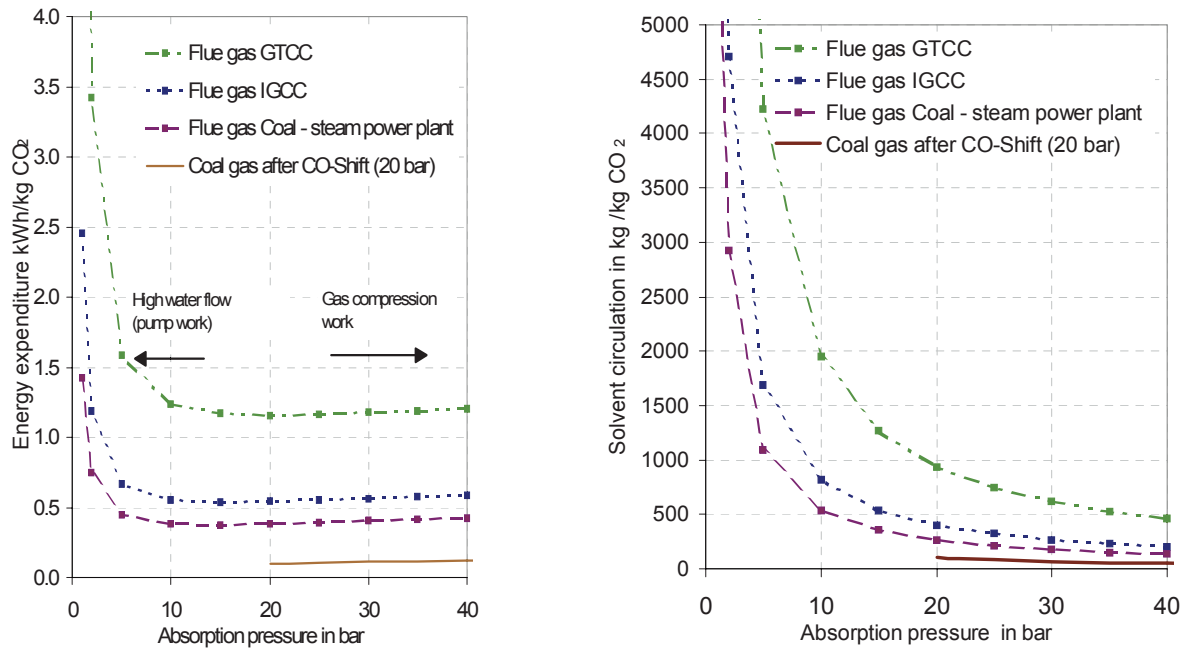 Energy expenditure kWh/kg CO2
4.0
3.5
3.0
2.5
2.0
1.5
1.0
0.5
0.0
Flue gas GTCC
Flue gas IGCC
Flue gas Coal - steam power plant
Coal gas after CO-Shift (20 bar)
High water flow
(pump work)
Gas compression
work
0
10
20
30
40
Absorption pressure in bar
Solvent circulation in kg /kg CO 2
5000
4500
4000
3500
3000
2500
2000
1500
1000
500
0
Flue gas GTCC
Flue gas IGCC
Flue gas Coal - steam power plant
Coal gas after CO-Shift (20 bar)
0
10
20
30
40
Absorption pressure in bar